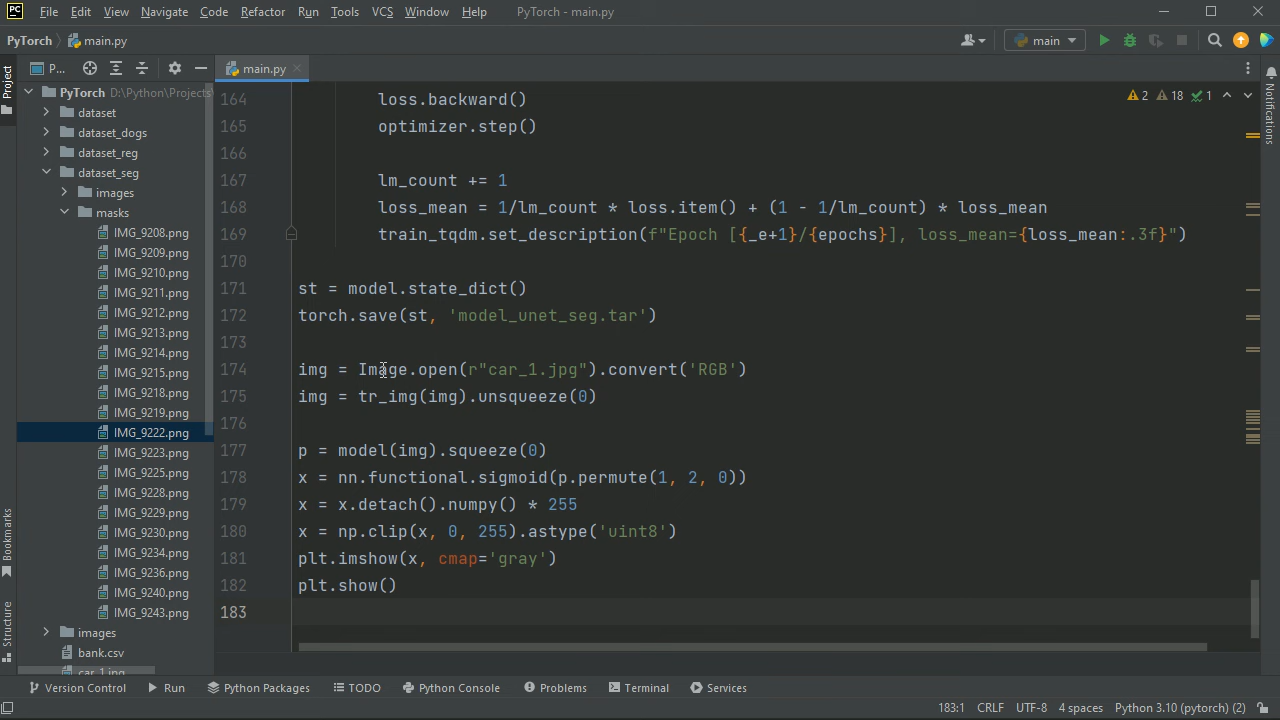 PC File Edit View Navigate Code Refactor Run Tools VCS Window Help PyTorch - main.py
PyTorch main.py main
Project P... main.py
PyTorch D:\Python\Projects\
dataset
dataset_dogs
dataset_reg
dataset_seg
images
masks
IMG_9208.png
IMG_9209.png
IMG_9210.png
IMG_9211.png
IMG_9212.png
IMG_9213.png
IMG_9214.png
IMG_9215.png
IMG_9218.png
IMG_9219.png
IMG_9222.png
IMG_9223.png
IMG_9225.png
IMG_9228.png
IMG_9229.png
IMG_9230.png
IMG_9234.png
IMG_9236.png
IMG_9240.png
IMG_9243.png
images
bank.csv
car_1.jpg
Bookmarks
Structure
2 18 1
Notifications
164 loss.backward()
165 optimizer.step()
166
167 lm_count += 1
168 loss_mean = 1/lm_count * loss.item() + (1 - 1/lm_count) * loss_mean
169 train_tqdm.set_description(f"Epoch [{_e+1}/{epochs}], loss_mean={loss_mean:.3f}")
170
171 st = model.state_dict()
172 torch.save(st, 'model_unet_seg.tar')
173
174 img = Image.open(r"car_1.jpg").convert('RGB')
175 img = tr_img(img).unsqueeze(0)
176
177 p = model(img).squeeze(0)
178 x = nn.functional.sigmoid(p.permute(1, 2, 0))
179 x = x.detach().numpy() * 255
180 x = np.clip(x, 0, 255).astype('uint8')
181 plt.imshow(x, cmap='gray')
182 plt.show()
183
Version Control Run Python Packages TODO Python Console Problems Terminal Services
183:1 CRLF UTF-8 4 spaces Python 3.10 (pytorch) (2)